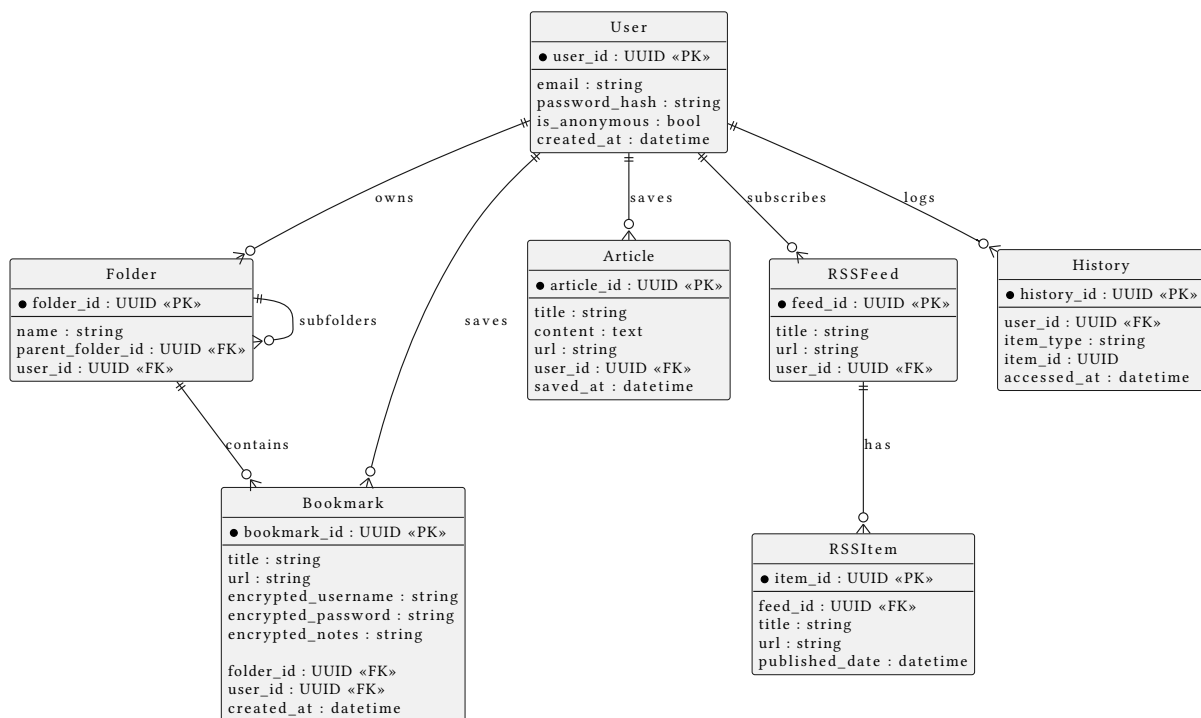 User
user_id : UUID «PK»
email : string
password_hash : string
is_anonymous : bool
created_at : datetime
owns
saves
subscribes
logs
Folder
folder_id : UUID «PK»
name : string
parent_folder_id : UUID «FK»
user_id : UUID «FK»
subfolders
saves
Article
article_id : UUID «PK»
title : string
content : text
url : string
user_id : UUID «FK»
saved_at : datetime
RSSFeed
feed_id : UUID «PK»
title : string
url : string
user_id : UUID «FK»
History
history_id : UUID «PK»
user_id : UUID «FK»
item_type : string
item_id : UUID
accessed_at : datetime
contains
has
Bookmark
bookmark_id : UUID «PK»
title : string
url : string
encrypted_username : string
encrypted_password : string
encrypted_notes : string
folder_id : UUID «FK»
user_id : UUID «FK»
created_at : datetime
RSSItem
item_id : UUID «PK»
feed_id : UUID «FK»
title : string
url : string
published_date : datetime